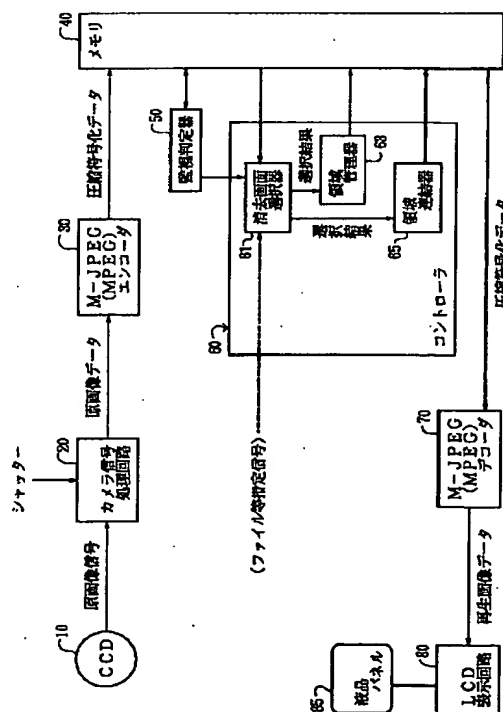 シャッター
10
CCD
原画像信号
20
カメラ信号
処理回路
原画像データ
30
M-JPEG
(MPEG)
エンコーダ
圧縮符号化データ
40
メモリ
50
監視判定器
60
コントローラ
61
消去画面
選択器
選択結果
63
領域
管理器
選択結果
65
領域
連結器
(ファイル等指定信号)
圧縮符号化データ
70
M-JPEG
(MPEG)
デコーダ
再生画像データ
80
LCD
表示回路
85
液晶
パネル